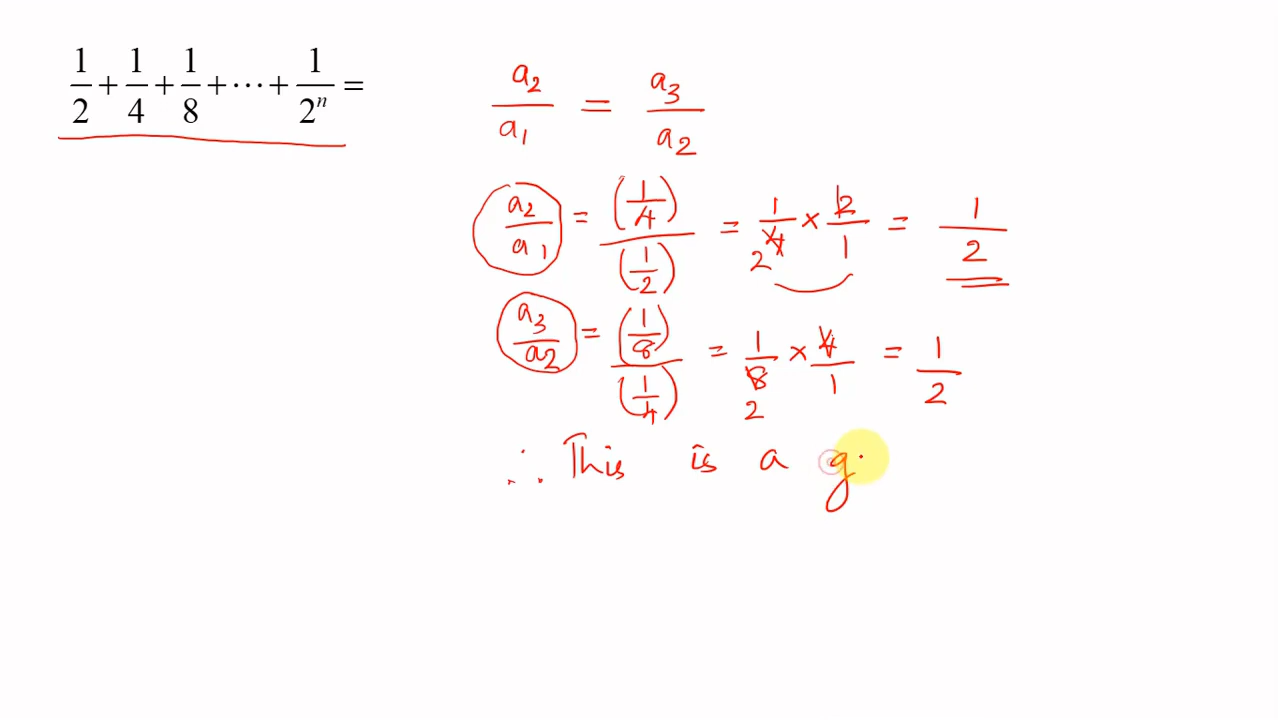 1/2 + 1/4 + 1/8 + ⋯ + 1/2ⁿ =
a₂/a₁ = a₃/a₂
a₂/a₁ = (1/4)/(1/2) = 1/4 2 × 2/1 = 1/2
a₃/a₂ = (1/8)/(1/4) = 1/8 2 × 4/1 = 1/2
∴ This is a g